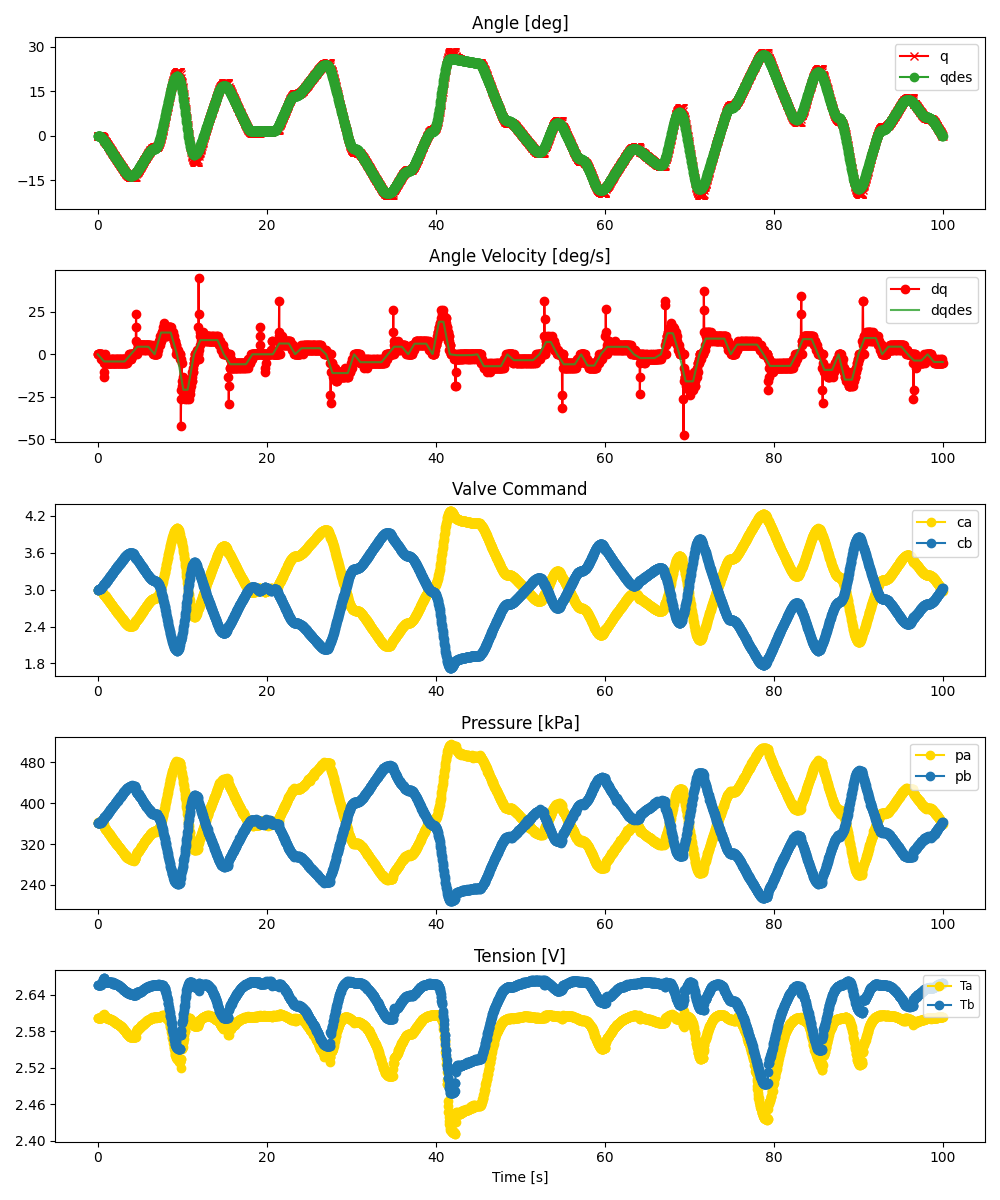 Angle [deg]
30
15
0
−15
q
qdes
0 20 40 60 80 100
Angle Velocity [deg/s]
25
0
−25
−50
dq
dqdes
0 20 40 60 80 100
Valve Command
4.2
3.6
3.0
2.4
1.8
ca
cb
0 20 40 60 80 100
Pressure [kPa]
480
400
320
240
pa
pb
0 20 40 60 80 100
Tension [V]
2.64
2.58
2.52
2.46
2.40
Ta
Tb
0 20 40 60 80 100
Time [s]